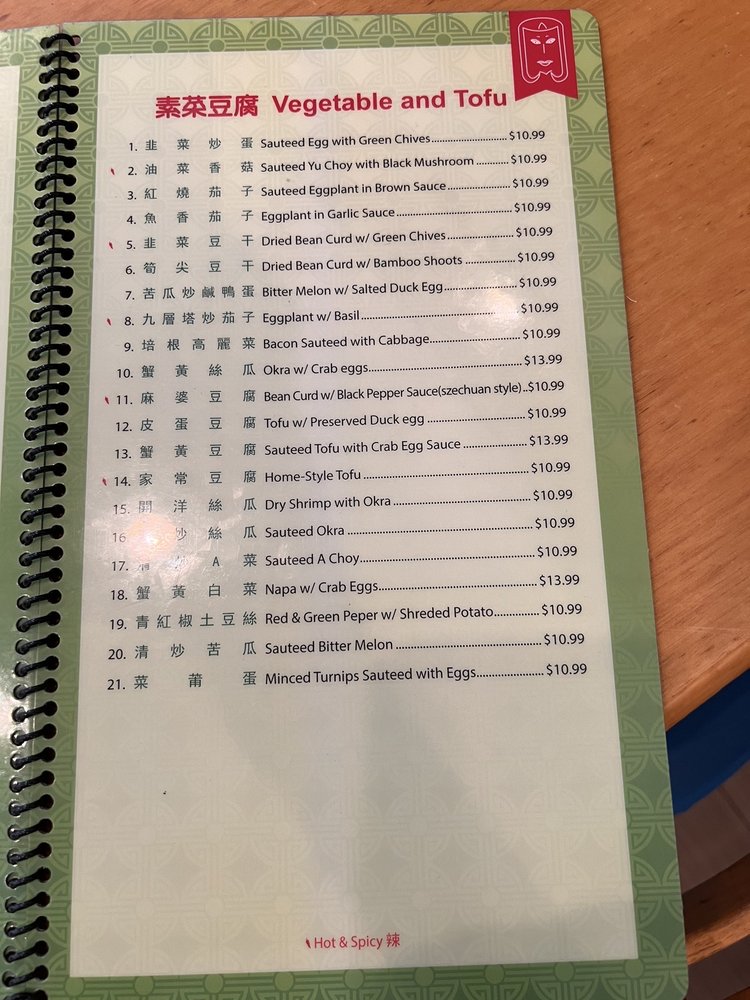 素菜豆腐 Vegetable and Tofu
1. 韭菜炒蛋 Sauteed Egg with Green Chives $10.99
2. 油菜香菇 Sauteed Yu Choy with Black Mushroom $10.99
3. 紅燒茄子 Sauteed Eggplant in Brown Sauce $10.99
4. 魚香茄子 Eggplant in Garlic Sauce $10.99
5. 韭菜豆干 Dried Bean Curd w/ Green Chives $10.99
6. 筍尖豆干 Dried Bean Curd w/ Bamboo Shoots $10.99
7. 苦瓜炒鹹鴨蛋 Bitter Melon w/ Salted Duck Egg $10.99
8. 九層塔炒茄子 Eggplant w/ Basil $10.99
9. 培根高麗菜 Bacon Sauteed with Cabbage $10.99
10. 蟹黃絲瓜 Okra w/ Crab eggs $13.99
11. 麻婆豆腐 Bean Curd w/ Black Pepper Sauce(szechuan style) $10.99
12. 皮蛋豆腐 Tofu w/ Preserved Duck egg $10.99
13. 蟹黃豆腐 Sauteed Tofu with Crab Egg Sauce $13.99
14. 家常豆腐 Home-Style Tofu $10.99
15. 開洋絲瓜 Dry Shrimp with Okra $10.99
16. 炒絲瓜 Sauteed Okra $10.99
17. A菜 Sauteed A Choy $10.99
18. 蟹黃白菜 Napa w/ Crab Eggs $13.99
19. 青紅椒土豆絲 Red & Green Peper w/ Shreded Potato $10.99
20. 清炒苦瓜 Sauteed Bitter Melon $10.99
21. 菜莆蛋 Minced Turnips Sauteed with Eggs $10.99
Hot & Spicy 辣